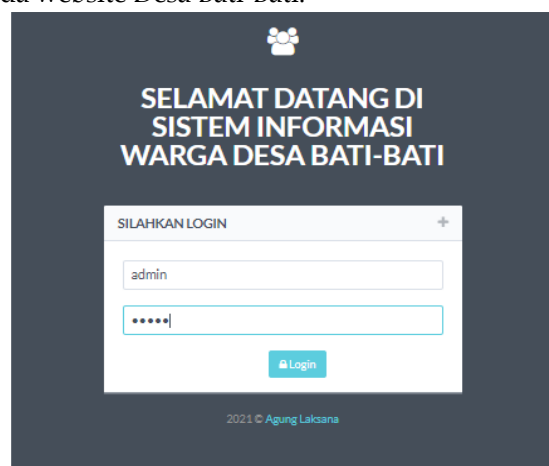 da website Desa Bati-Bati.
SELAMAT DATANG DI
SISTEM INFORMASI
WARGA DESA BATI-BATI
SILAHKAN LOGIN +
admin
•••••
Login
2021 © Agung Laksana